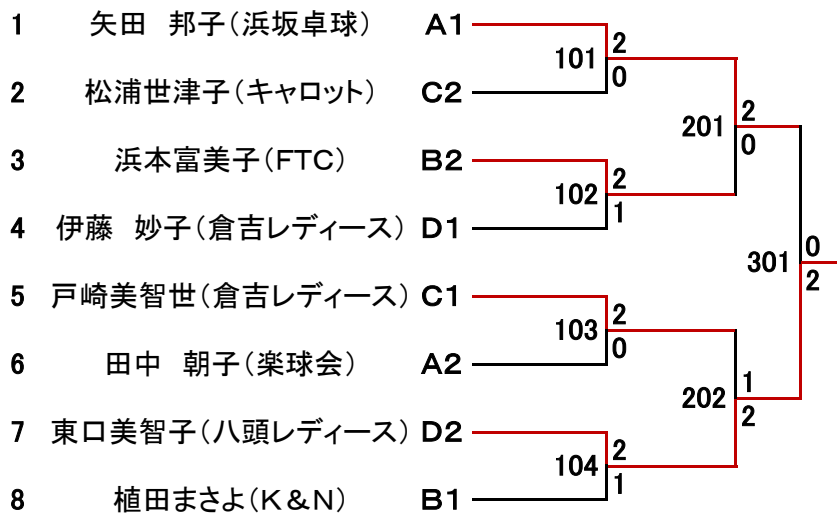 1 矢田 邦子(浜坂卓球) A1
2 松浦世津子(キャロット) C2
3 浜本富美子(FTC) B2
4 伊藤 妙子(倉吉レディース) D1
5 戸崎美智世(倉吉レディース) C1
6 田中 朝子(楽球会) A2
7 東口美智子(八頭レディース) D2
8 植田まさよ(K&N) B1
101 2 0
102 2 1
103 2 0
104 2 1
201 2 0
202 1 2
301 0 2